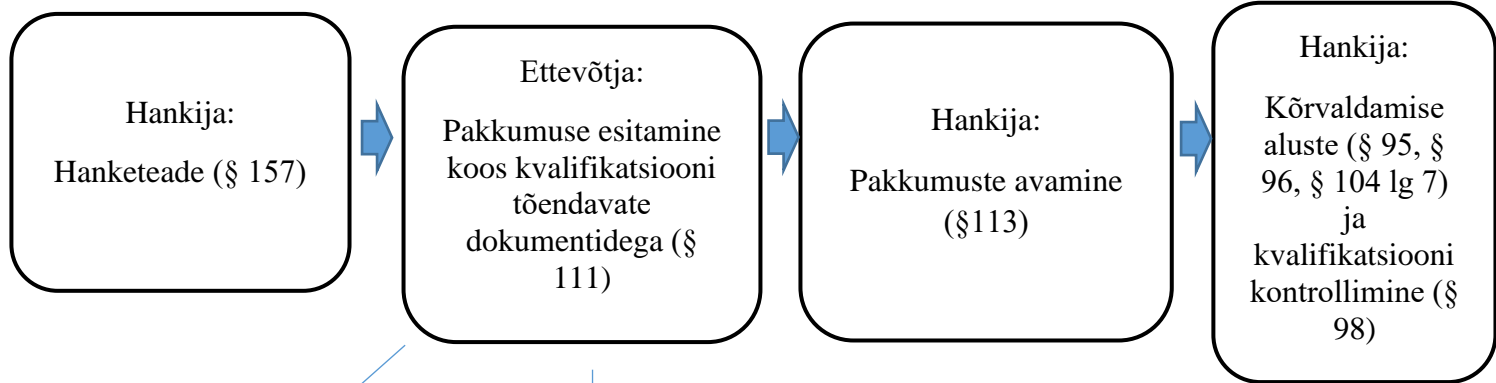 Hankija:
Hanketeade (§ 157)
Ettevõtja:
Pakkumuse esitamine
koos kvalifikatsiooni
tõendavate
dokumentidega (§
111)
Hankija:
Pakkumuste avamine
(§113)
Hankija:
Kõrvaldamise
aluste (§ 95, §
96, § 104 lg 7)
ja
kvalifikatsiooni
kontrollimine (§
98)